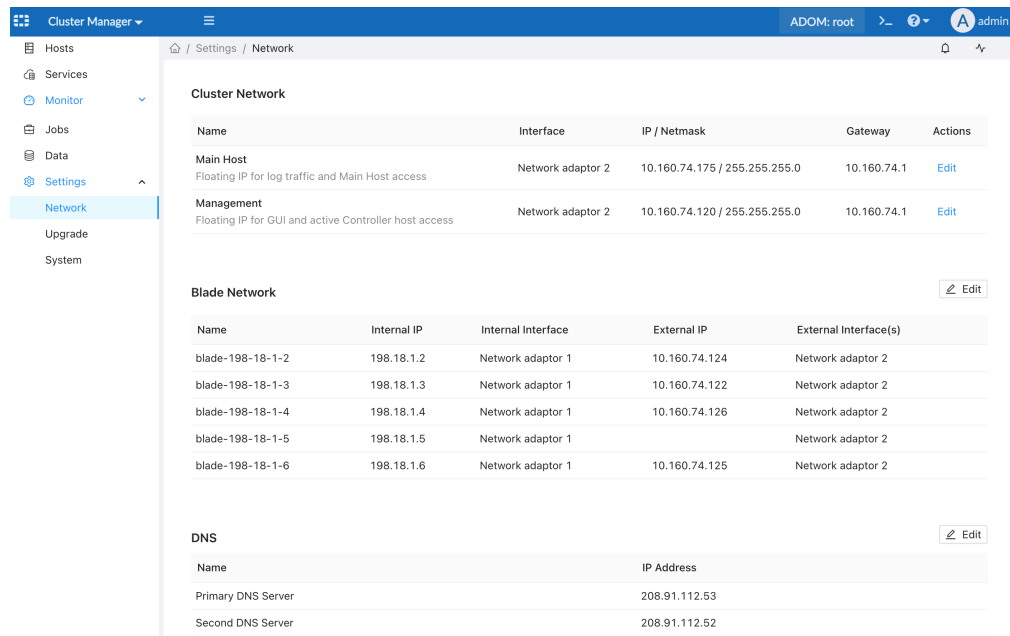 Cluster Manager
ADOM: root >_ ? A admin
Hosts
Services
Monitor
Jobs
Data
Settings
Network
Upgrade
System
/ Settings / Network
Cluster Network
Name Interface IP / Netmask Gateway Actions
Main Host
Floating IP for log traffic and Main Host access
Network adaptor 2 10.160.74.175 / 255.255.255.0 10.160.74.1 Edit
Management
Floating IP for GUI and active Controller host access
Network adaptor 2 10.160.74.120 / 255.255.255.0 10.160.74.1 Edit
Blade Network Edit
Name Internal IP Internal Interface External IP External Interface(s)
blade-198-18-1-2 198.18.1.2 Network adaptor 1 10.160.74.124 Network adaptor 2
blade-198-18-1-3 198.18.1.3 Network adaptor 1 10.160.74.122 Network adaptor 2
blade-198-18-1-4 198.18.1.4 Network adaptor 1 10.160.74.126 Network adaptor 2
blade-198-18-1-5 198.18.1.5 Network adaptor 1 Network adaptor 2
blade-198-18-1-6 198.18.1.6 Network adaptor 1 10.160.74.125 Network adaptor 2
DNS Edit
Name IP Address
Primary DNS Server 208.91.112.53
Second DNS Server 208.91.112.52